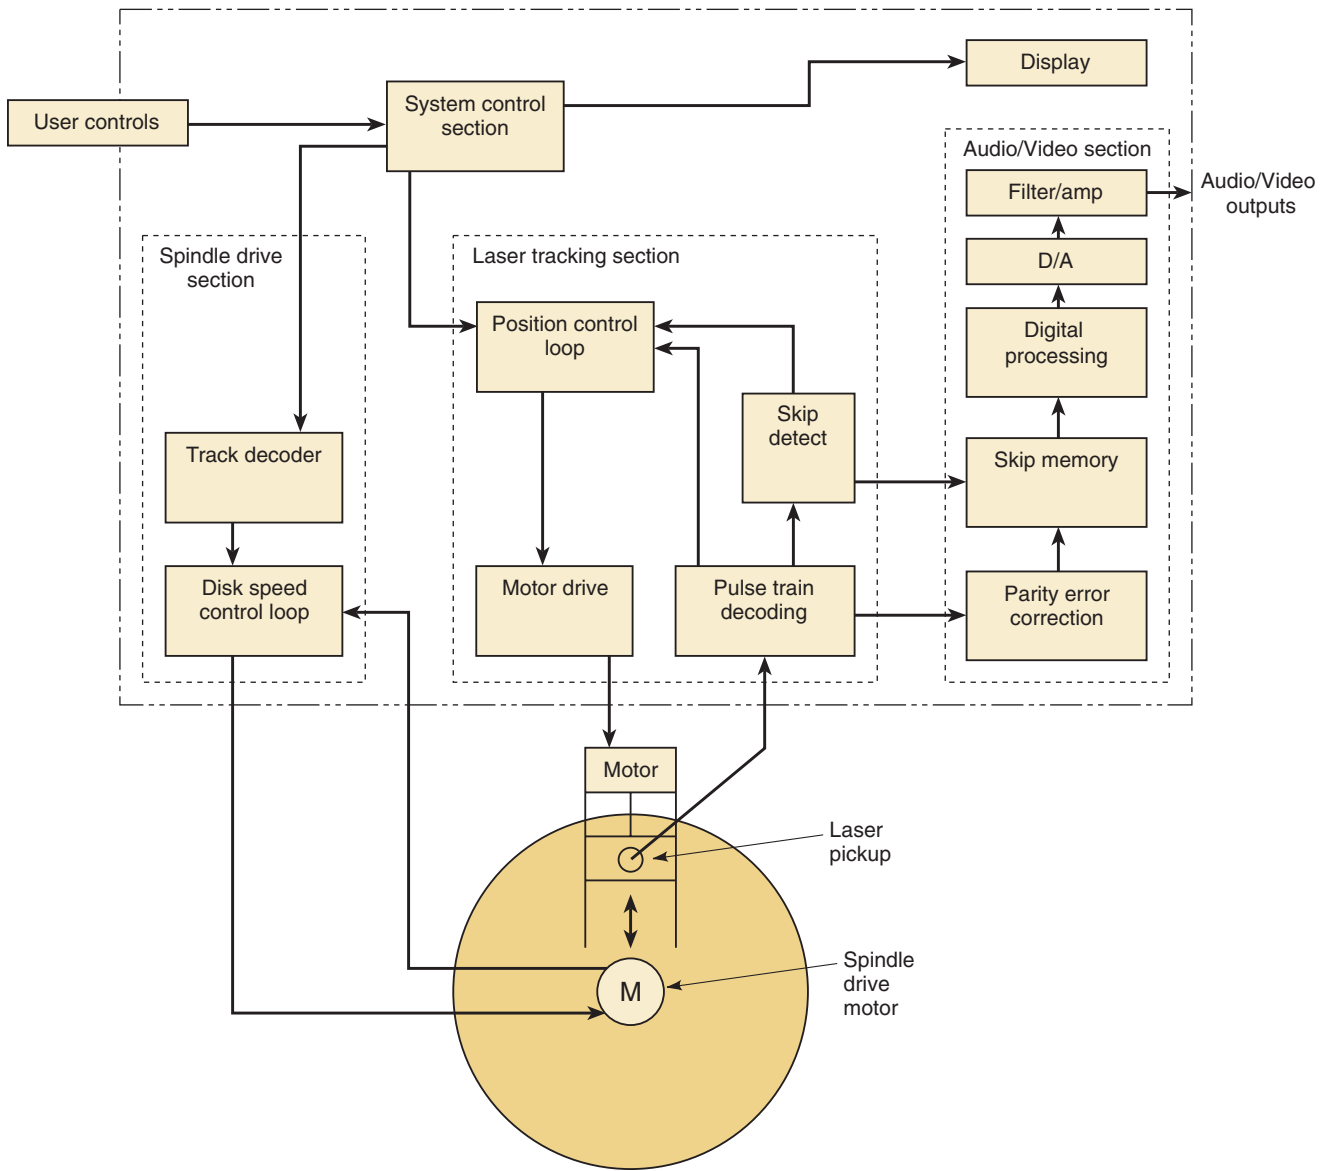 Display
System control
section
User controls
Audio/Video section
Filter/amp
Audio/Video
outputs
Spindle drive
section
Laser tracking section
D/A
Position control
loop
Digital
processing
Skip
detect
Track decoder
Skip memory
Disk speed
control loop
Motor drive
Pulse train
decoding
Parity error
correction
Motor
Laser
pickup
Spindle
drive
motor
M